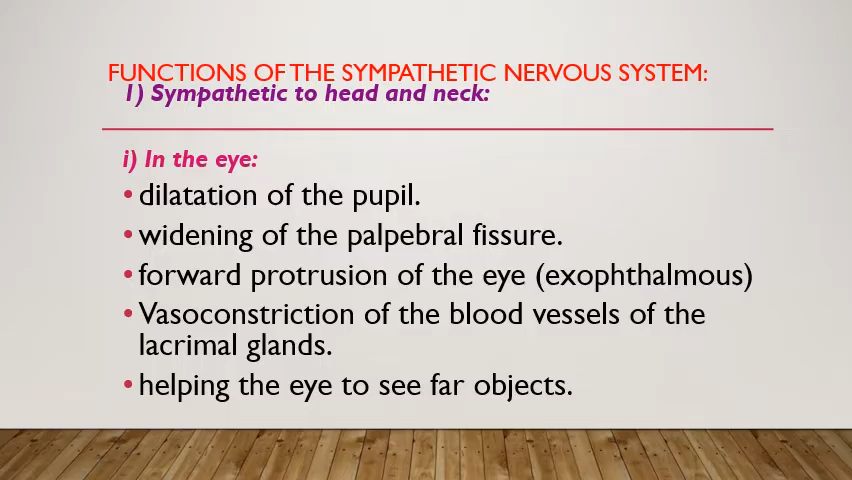 FUNCTIONS OF THE SYMPATHETIC NERVOUS SYSTEM:
1) Sympathetic to head and neck:
i) In the eye:
• dilatation of the pupil.
• widening of the palpebral fissure.
• forward protrusion of the eye (exophthalmous)
• Vasoconstriction of the blood vessels of the
lacrimal glands.
• helping the eye to see far objects.